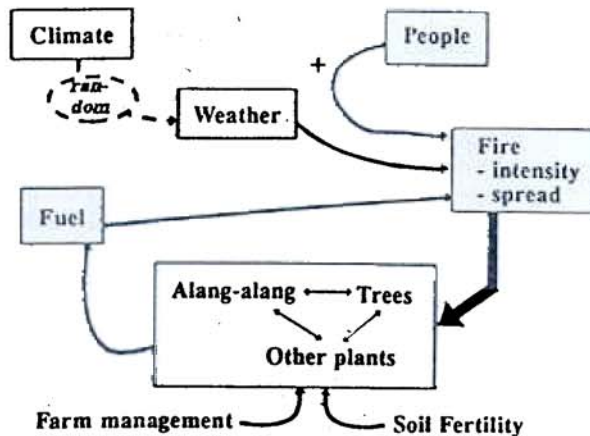 Climate
People
+
ran-
dom
Weather
Fire
- intensity
- spread
Fuel
Alang-alang
Trees
Other plants
Farm management
Soil Fertility